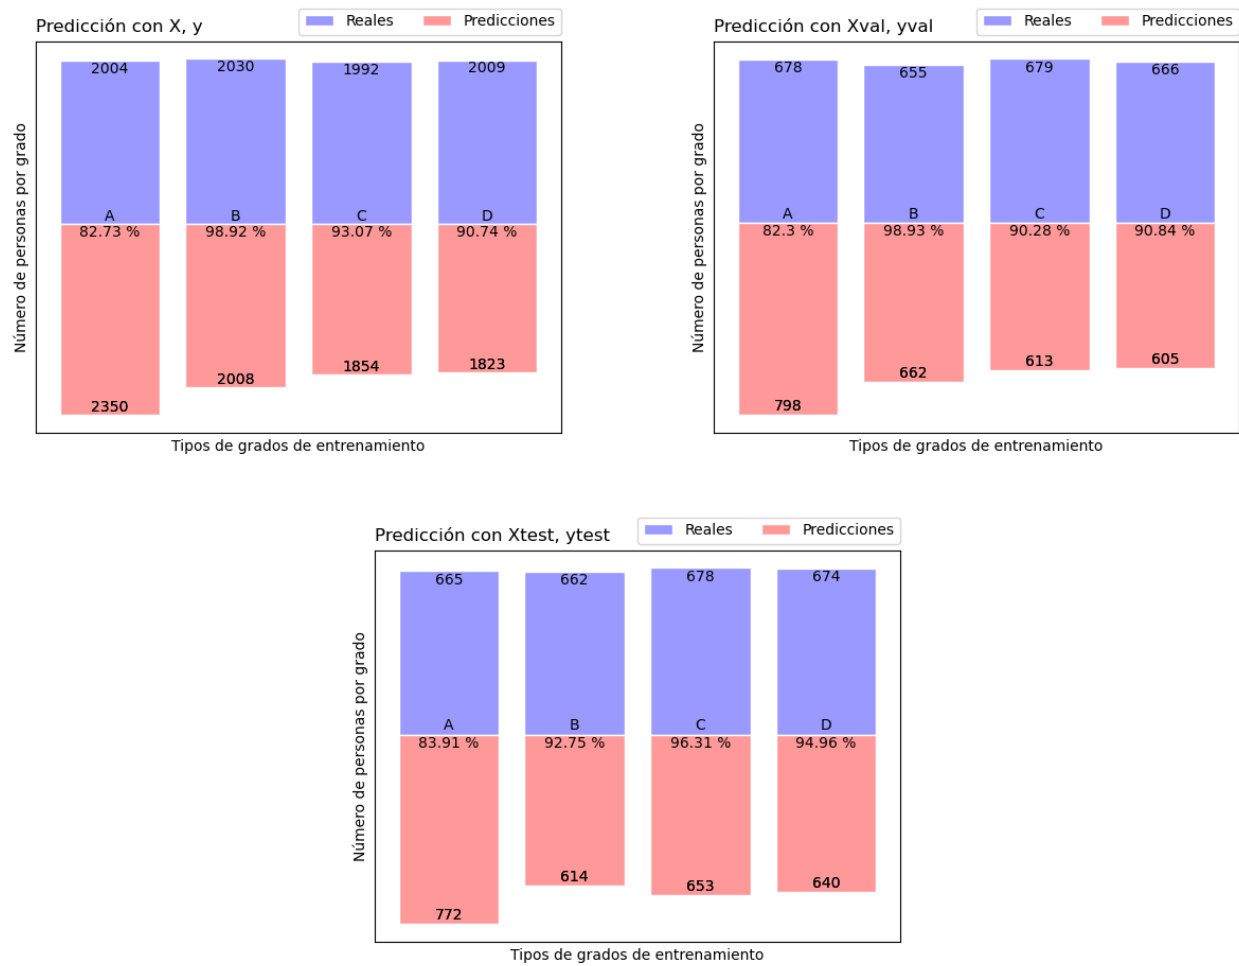 Predicción con X, y
Reales Predicciones
2004 2030 1992 2009
A B C D
82.73 % 98.92 % 93.07 % 90.74 %
2350 2008 1854 1823
Número de personas por grado
Tipos de grados de entrenamiento
Predicción con Xval, yval
Reales Predicciones
678 655 679 666
A B C D
82.3 % 98.93 % 90.28 % 90.84 %
798 662 613 605
Número de personas por grado
Tipos de grados de entrenamiento
Predicción con Xtest, ytest
Reales Predicciones
665 662 678 674
A B C D
83.91 % 92.75 % 96.31 % 94.96 %
772 614 653 640
Número de personas por grado
Tipos de grados de entrenamiento